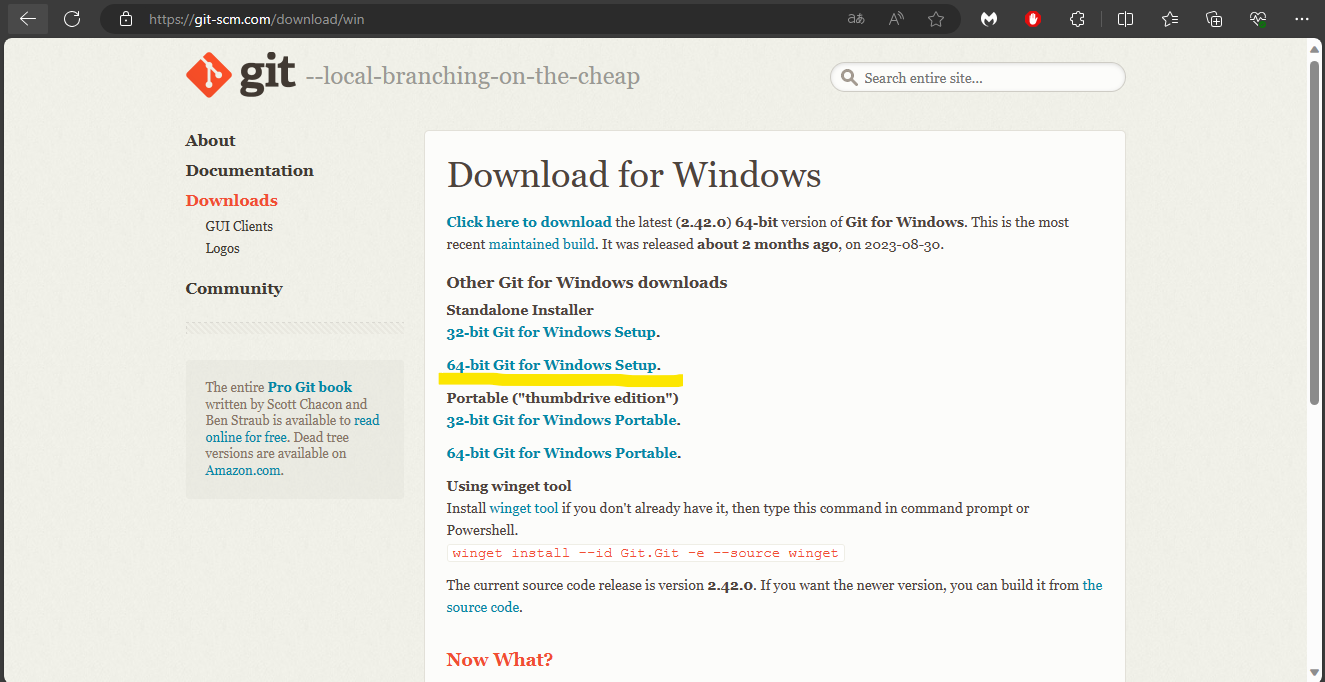 https://git-scm.com/download/win
git --local-branching-on-the-cheap
Search entire site...
About
Documentation
Downloads
GUI Clients
Logos
Community
The entire Pro Git book
written by Scott Chacon and
Ben Straub is available to read
online for free. Dead tree
versions are available on
Amazon.com.
Download for Windows
Click here to download the latest (2.42.0) 64-bit version of Git for Windows. This is the most
recent maintained build. It was released about 2 months ago, on 2023-08-30.
Other Git for Windows downloads
Standalone Installer
32-bit Git for Windows Setup.
64-bit Git for Windows Setup.
Portable ("thumbdrive edition")
32-bit Git for Windows Portable.
64-bit Git for Windows Portable.
Using winget tool
Install winget tool if you don't already have it, then type this command in command prompt or
Powershell.
winget install --id Git.Git -e --source winget
The current source code release is version 2.42.0. If you want the newer version, you can build it from the
source code.
Now What?